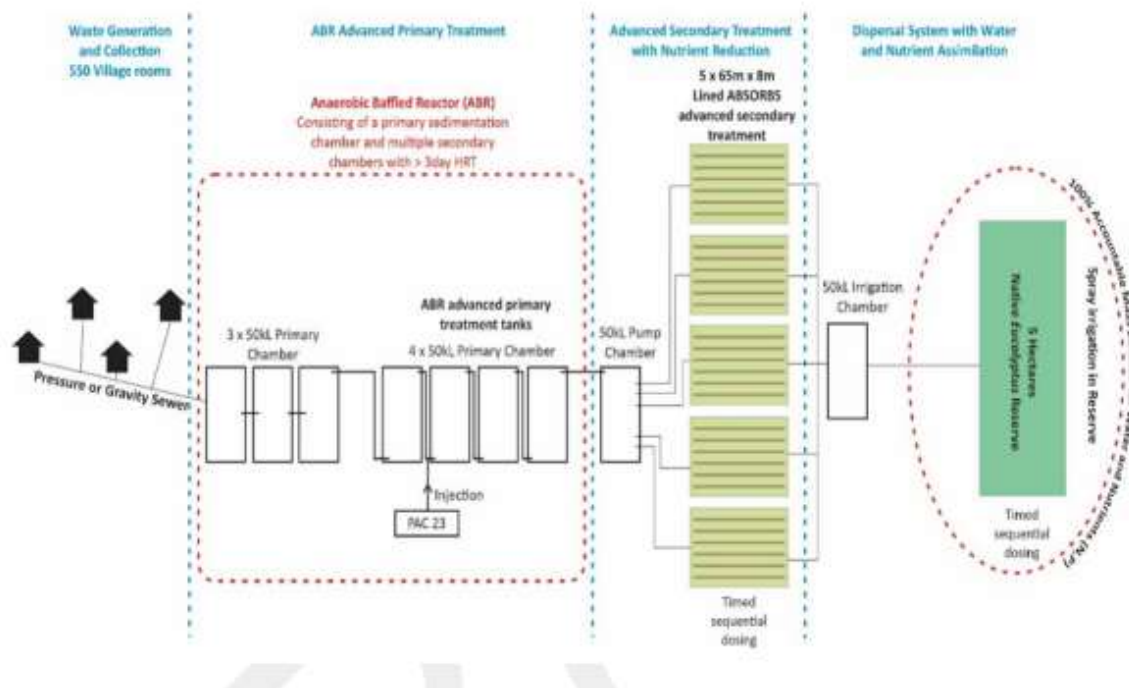 Waste Generation
and Collection
550 Village rooms
ABR Advanced Primary Treatment
Advanced Secondary Treatment
with Nutrient Reduction
Dispersal System with Water
and Nutrient Assimilation
Anaerobic Baffled Reactor (ABR)
Consisting of a primary sedimentation
chamber and multiple secondary
chambers with > 3day HRT
5 x 65m x 8m
Lined ABSORBS
advanced secondary
treatment
Pressure or Gravity Sewer
3 x 50kL Primary
Chamber
ABR advanced primary
treatment tanks
4 x 50kL Primary Chamber
Injection
PAC 23
50kL Pump
Chamber
Timed
sequential
dosing
50kL Irrigation
Chamber
5 Hectares
Native Eucalyptus Reserve
Spray irrigation in Reserve
Timed
sequential
dosing
100% Accountable
and Nutrients (N,P)